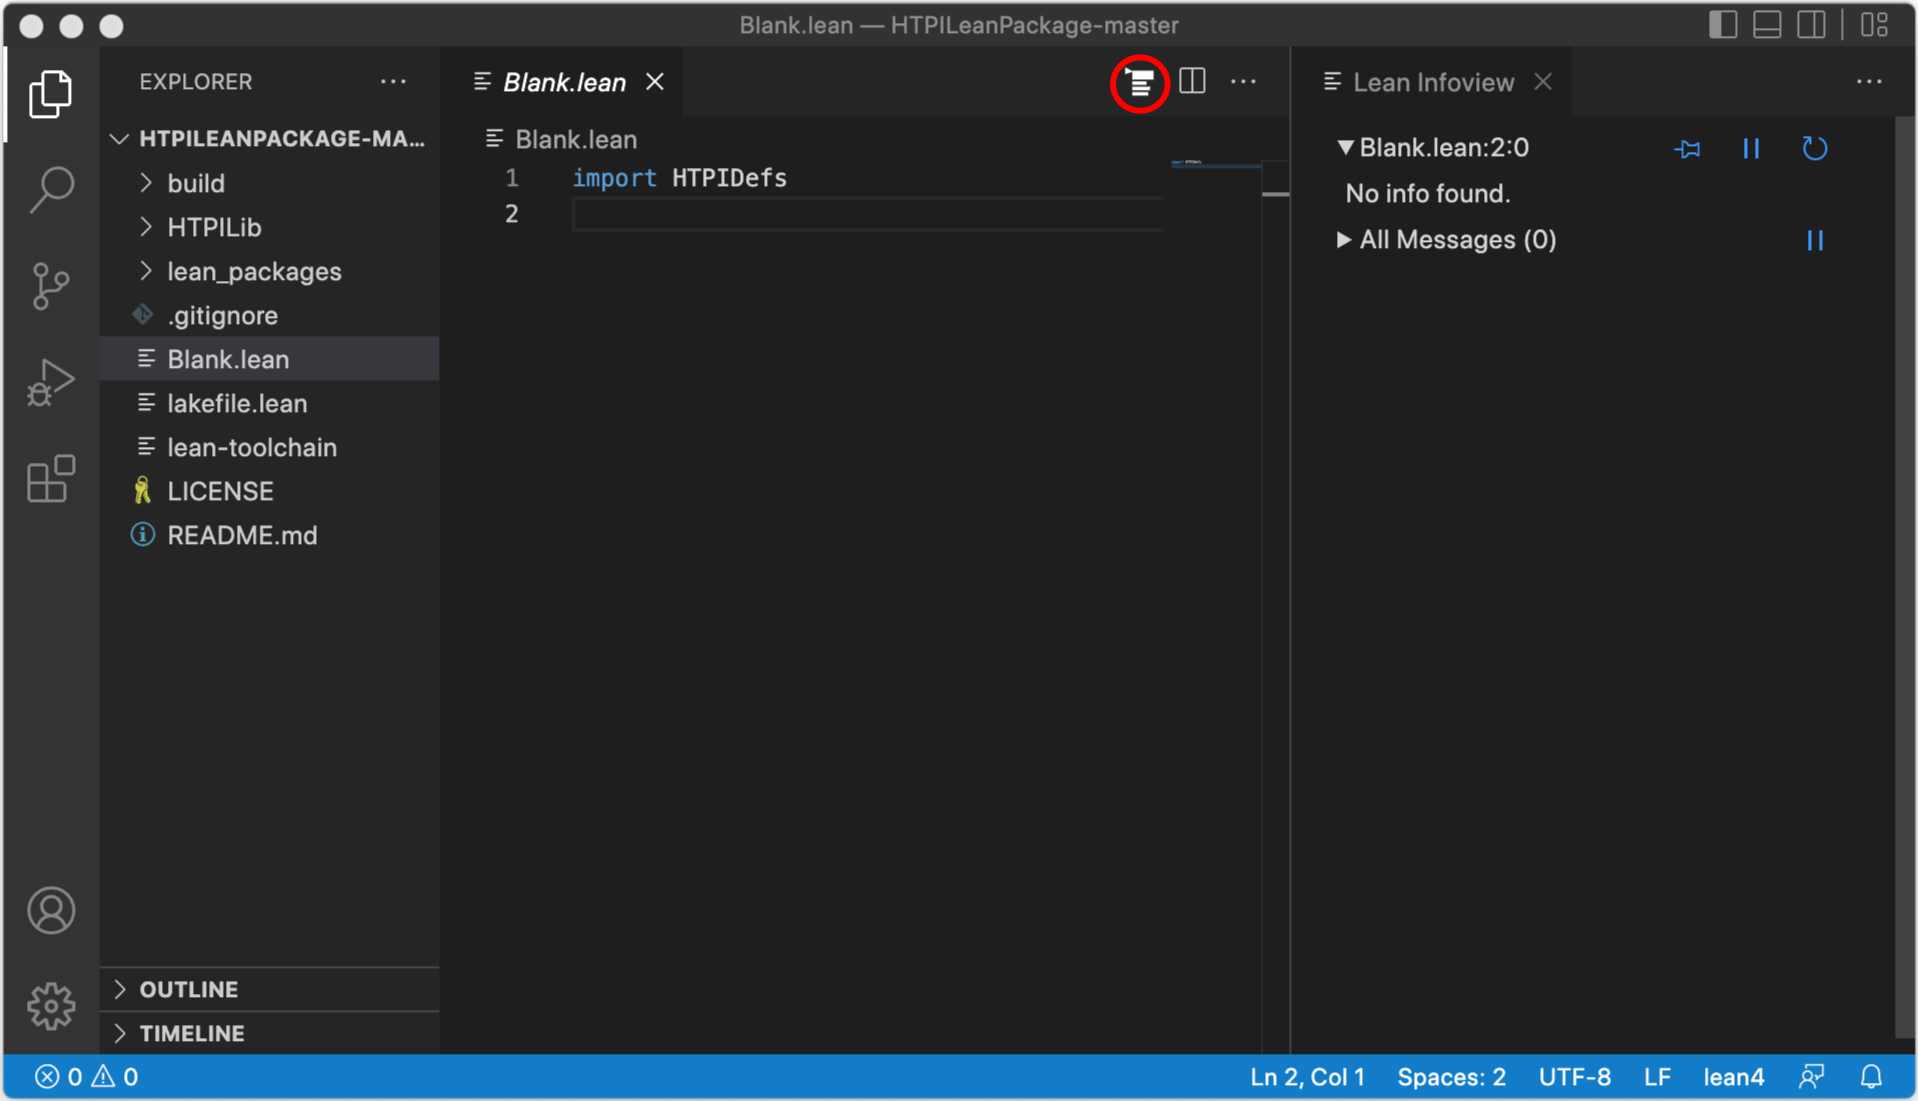 Blank.lean — HTPILeanPackage-master
EXPLORER
HTPILEANPACKAGE-MA...
build
HTPILib
lean_packages
.gitignore
Blank.lean
lakefile.lean
lean-toolchain
LICENSE
README.md
OUTLINE
TIMELINE
Blank.lean
Blank.lean
1 import HTPIDefs
2
Lean Infoview
Blank.lean:2:0
No info found.
All Messages (0)
0 0
Ln 2, Col 1 Spaces: 2 UTF-8 LF lean4